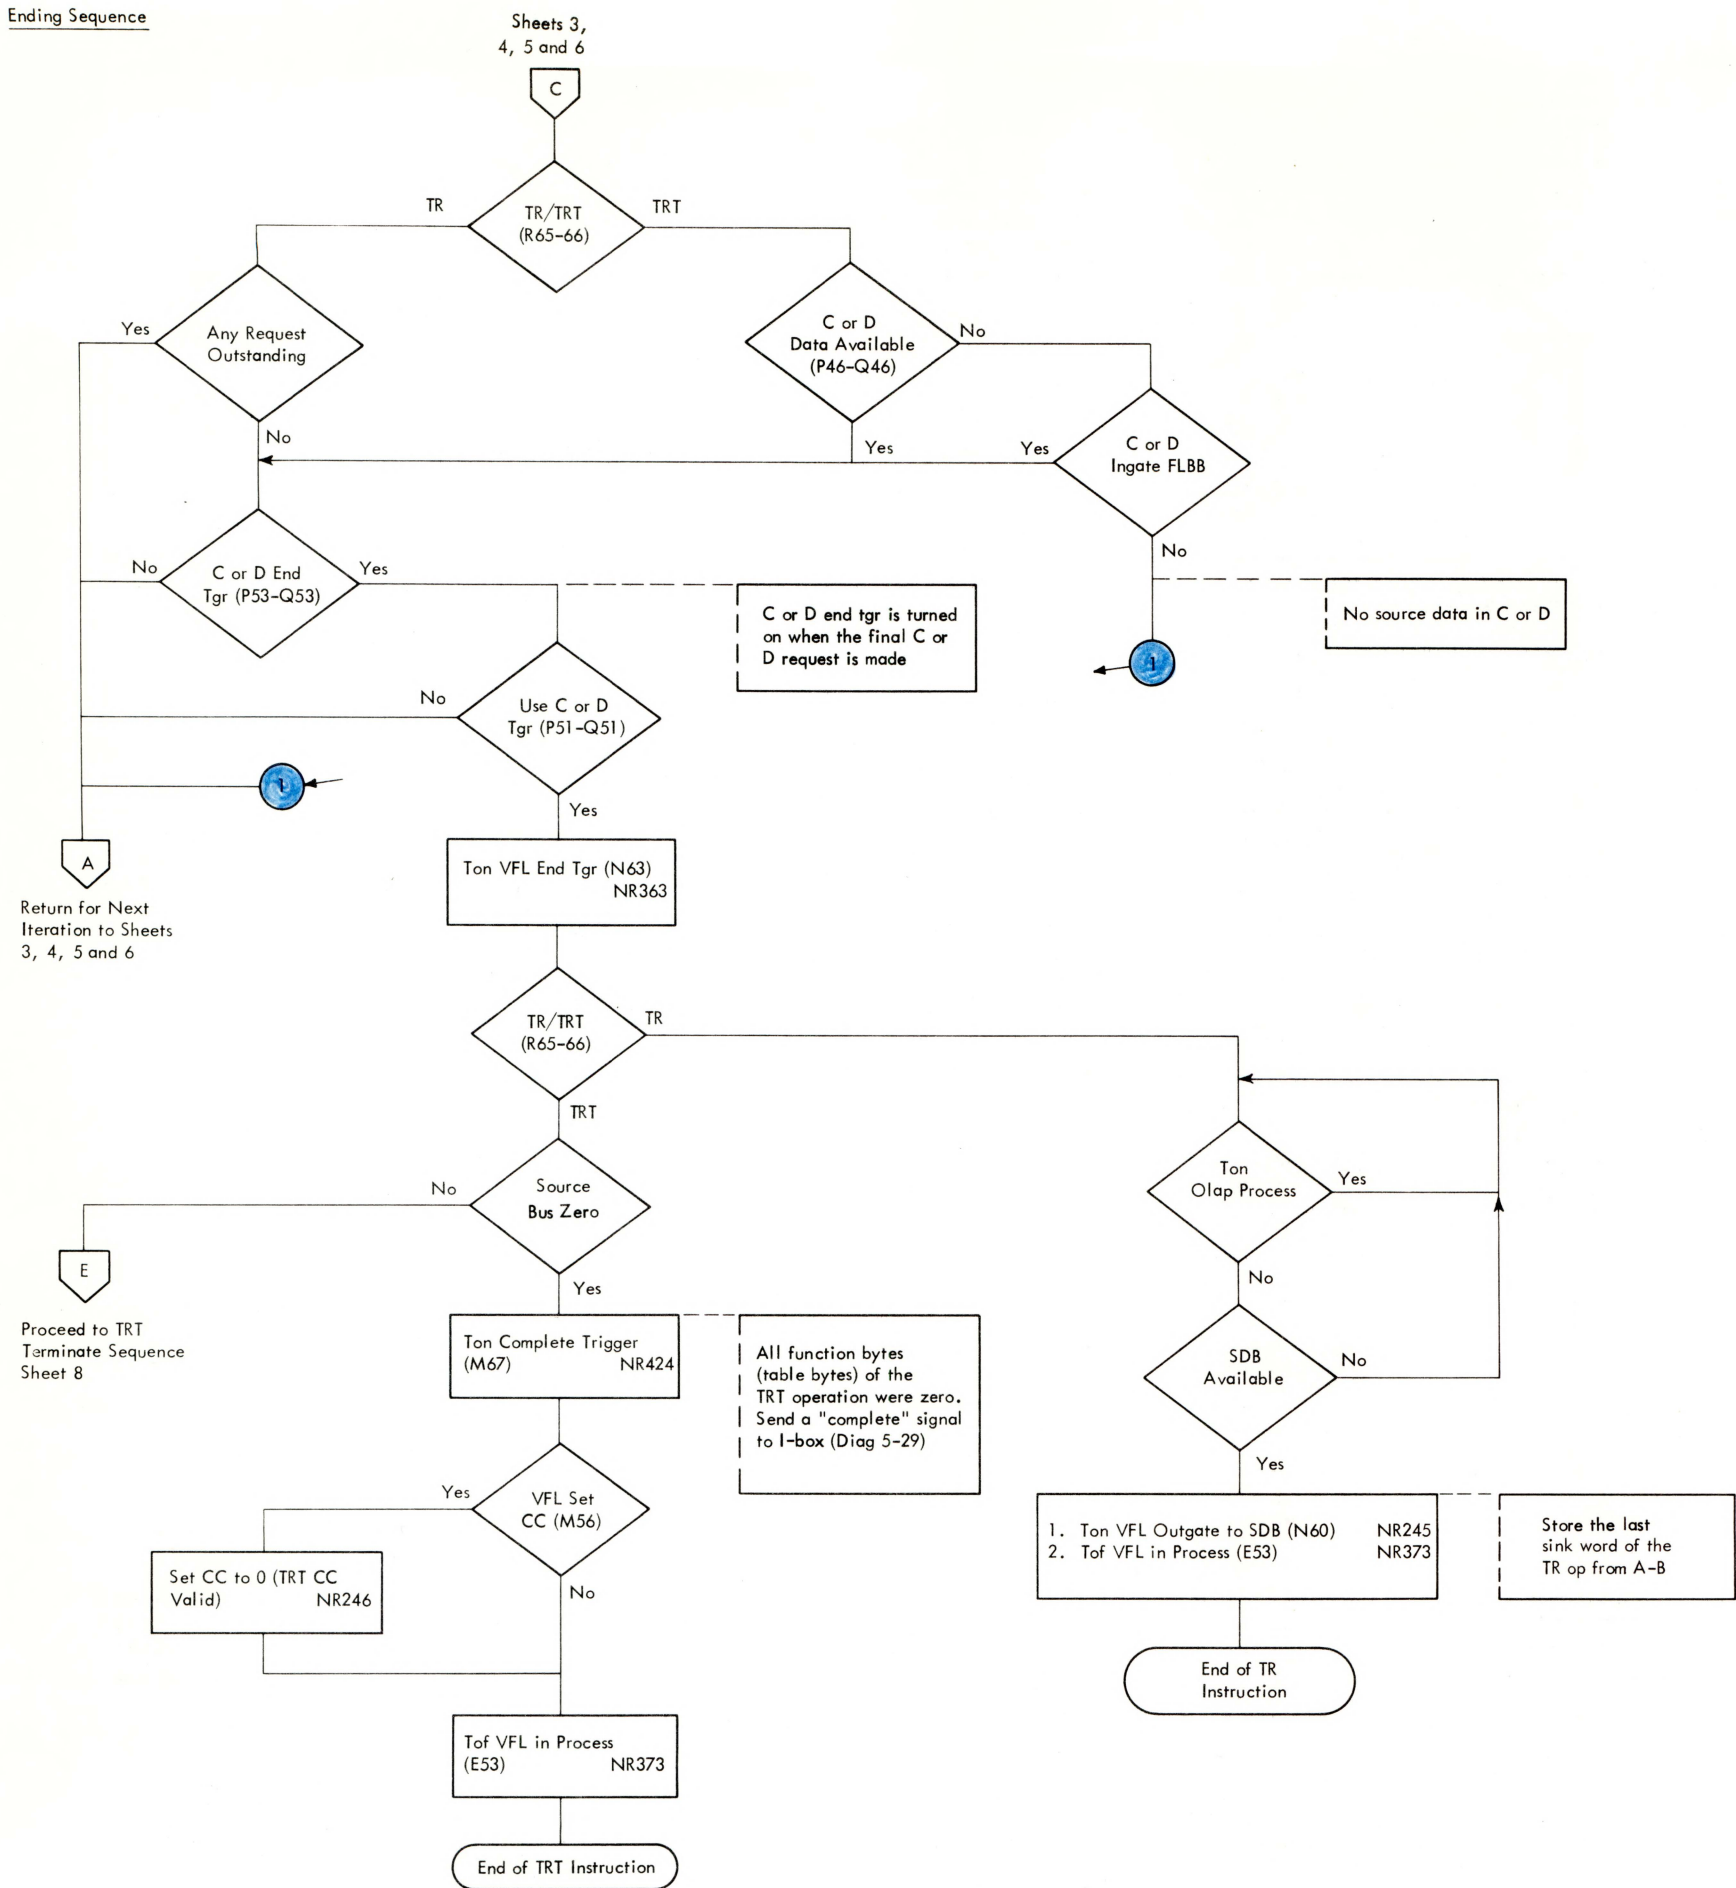 Ending Sequence
Sheets 3,
4, 5 and 6
C
TR
TR/TRT
(R65-66)
TRT
Yes
Any Request
Outstanding
No
C or D
Data Available
(P46-Q46)
No
Yes
Yes
C or D
Ingate FLBB
No
No
C or D End
Tgr (P53-Q53)
Yes
C or D end tgr is turned
on when the final C or
D request is made
No source data in C or D
1
No
Use C or D
Tgr (P51-Q51)
1
Yes
A
Return for Next
Iteration to Sheets
3, 4, 5 and 6
Ton VFL End Tgr (N63)
NR363
TR/TRT
(R65-66)
TR
TRT
No
Source
Bus Zero
Yes
E
Proceed to TRT
Terminate Sequence
Sheet 8
Ton
Olap Process
Yes
No
SDB
Available
No
Yes
Ton Complete Trigger
(M67) NR424
All function bytes
(table bytes) of the
TRT operation were zero.
Send a "complete" signal
to I-box (Diag 5-29)
Yes
VFL Set
CC (M56)
No
Set CC to 0 (TRT CC
Valid) NR246
1. Ton VFL Outgate to SDB (N60) NR245
2. Tof VFL in Process (E53) NR373
Store the last
sink word of the
TR op from A-B
End of TR
Instruction
Tof VFL in Process
(E53) NR373
End of TRT Instruction